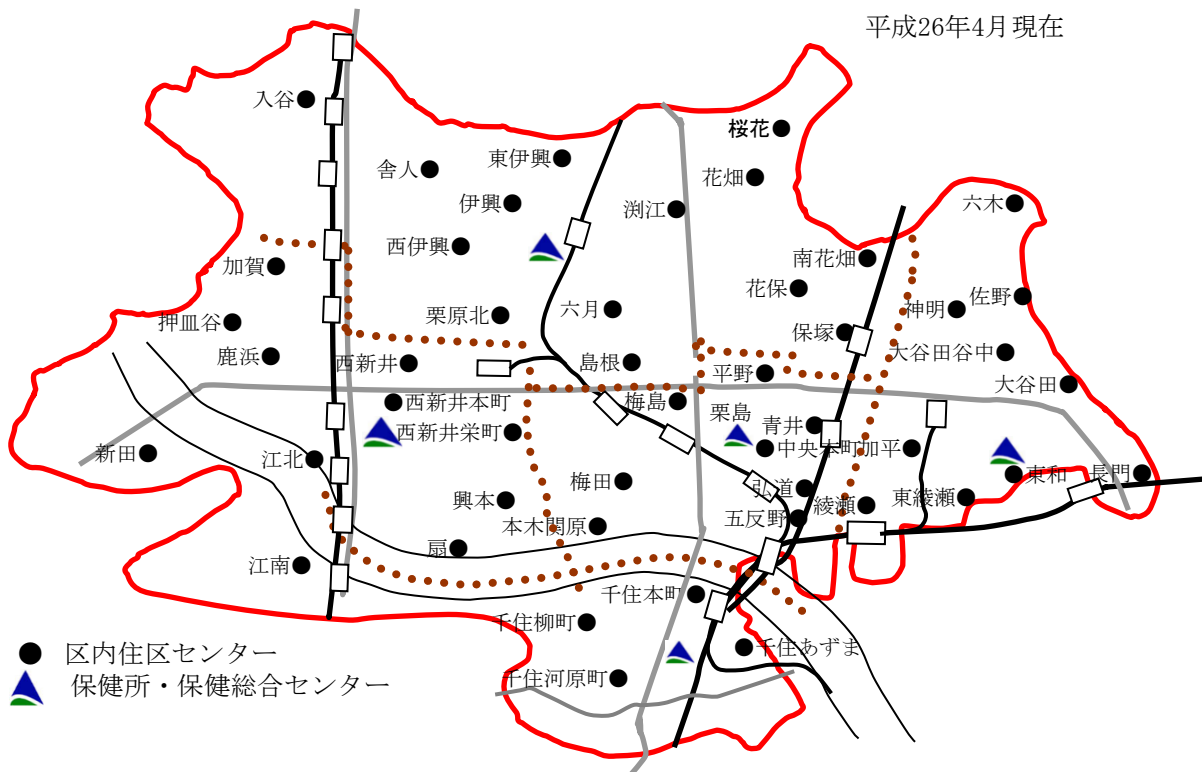 平成26年4月現在
入谷
桜花
東伊興
舎人
花畑
伊興
渕江
六木
西伊興
南花畑
加賀
花保
佐野
六月
神明
栗原北
押皿谷
保塚
大谷田谷中
鹿浜
西新井
島根
平野
大谷田
西新井本町
梅島
栗島
青井
西新井栄町
中央本町
加平
新田
江北
東和
長門
梅田
弘道
東綾瀬
興本
綾瀬
本木関原
五反野
扇
江南
千住本町
千住柳町
千住あずま
区内住区センター
千住河原町
保健所・保健総合センター